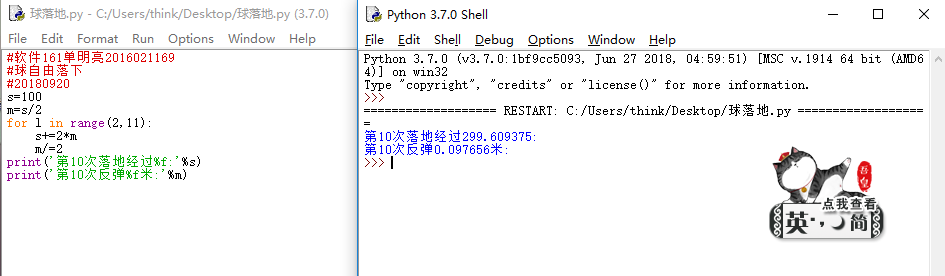 球落地.py - C:/Users/think/Desktop/球落地.py (3.7.0)
File Edit Format Run Options Window Help
#软件161单明亮2016021169
#球自由落下
#20180920
s=100
m=s/2
for l in range(2,11):
    s+=2*m
    m/=2
print('第10次落地经过%f:'%s)
print('第10次反弹%f米:'%m)
Python 3.7.0 Shell
File Edit Shell Debug Options Window Help
Python 3.7.0 (v3.7.0:1bf9cc5093, Jun 27 2018, 04:59:51) [MSC v.1914 64 bit (AMD6
4)] on win32
Type "copyright", "credits" or "license()" for more information.
>>>
=================== RESTART: C:/Users/think/Desktop/球落地.py ===================
=
第10次落地经过299.609375:
第10次反弹0.097656米:
>>>
吾皇
一点我查看
英·,简